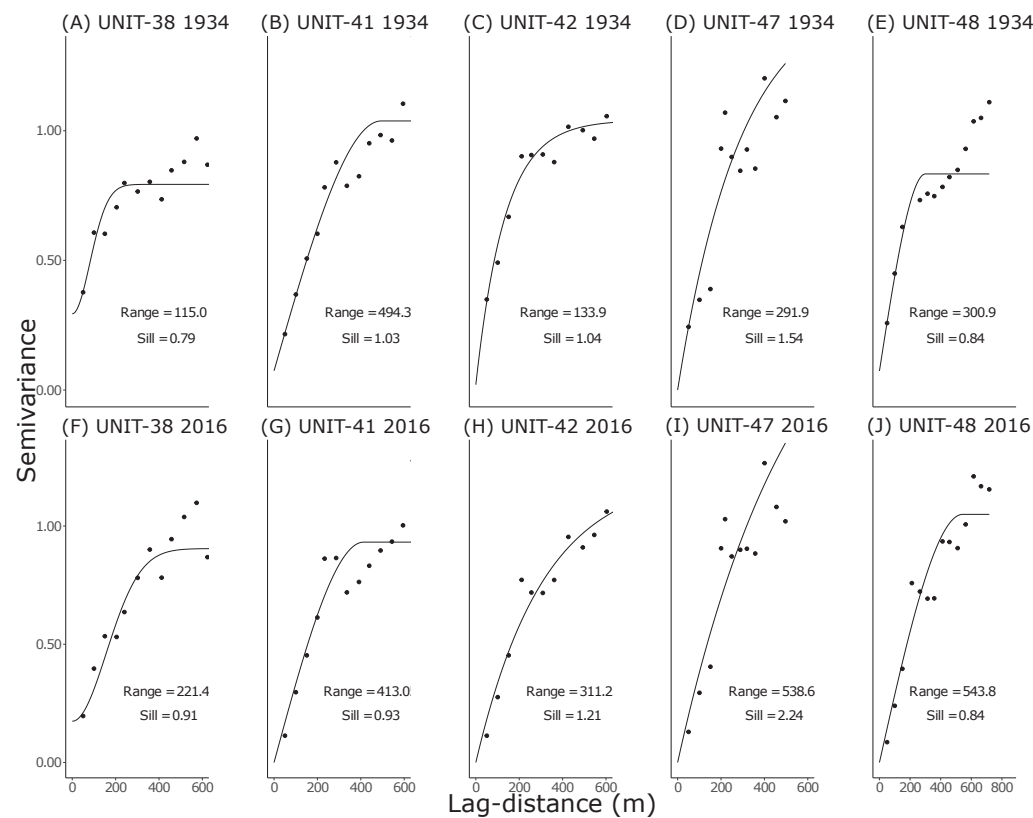 (A) UNIT-38 1934
(B) UNIT-41 1934
(C) UNIT-42 1934
(D) UNIT-47 1934
(E) UNIT-48 1934
1.00
0.50
0.00
Range = 115.0
Sill = 0.79
Range = 494.3
Sill = 1.03
Range = 133.9
Sill = 1.04
Range = 291.9
Sill = 1.54
Range = 300.9
Sill = 0.84
Semivariance
(F) UNIT-38 2016
(G) UNIT-41 2016
(H) UNIT-42 2016
(I) UNIT-47 2016
(J) UNIT-48 2016
1.00
0.50
0.00
Range = 221.4
Sill = 0.91
Range = 413.0
Sill = 0.93
Range = 311.2
Sill = 1.21
Range = 538.6
Sill = 2.24
Range = 543.8
Sill = 0.84
0 200 400 600
0 200 400 600
0 200 400 600
0 200 400 600
0 200 400 600 800
Lag-distance (m)